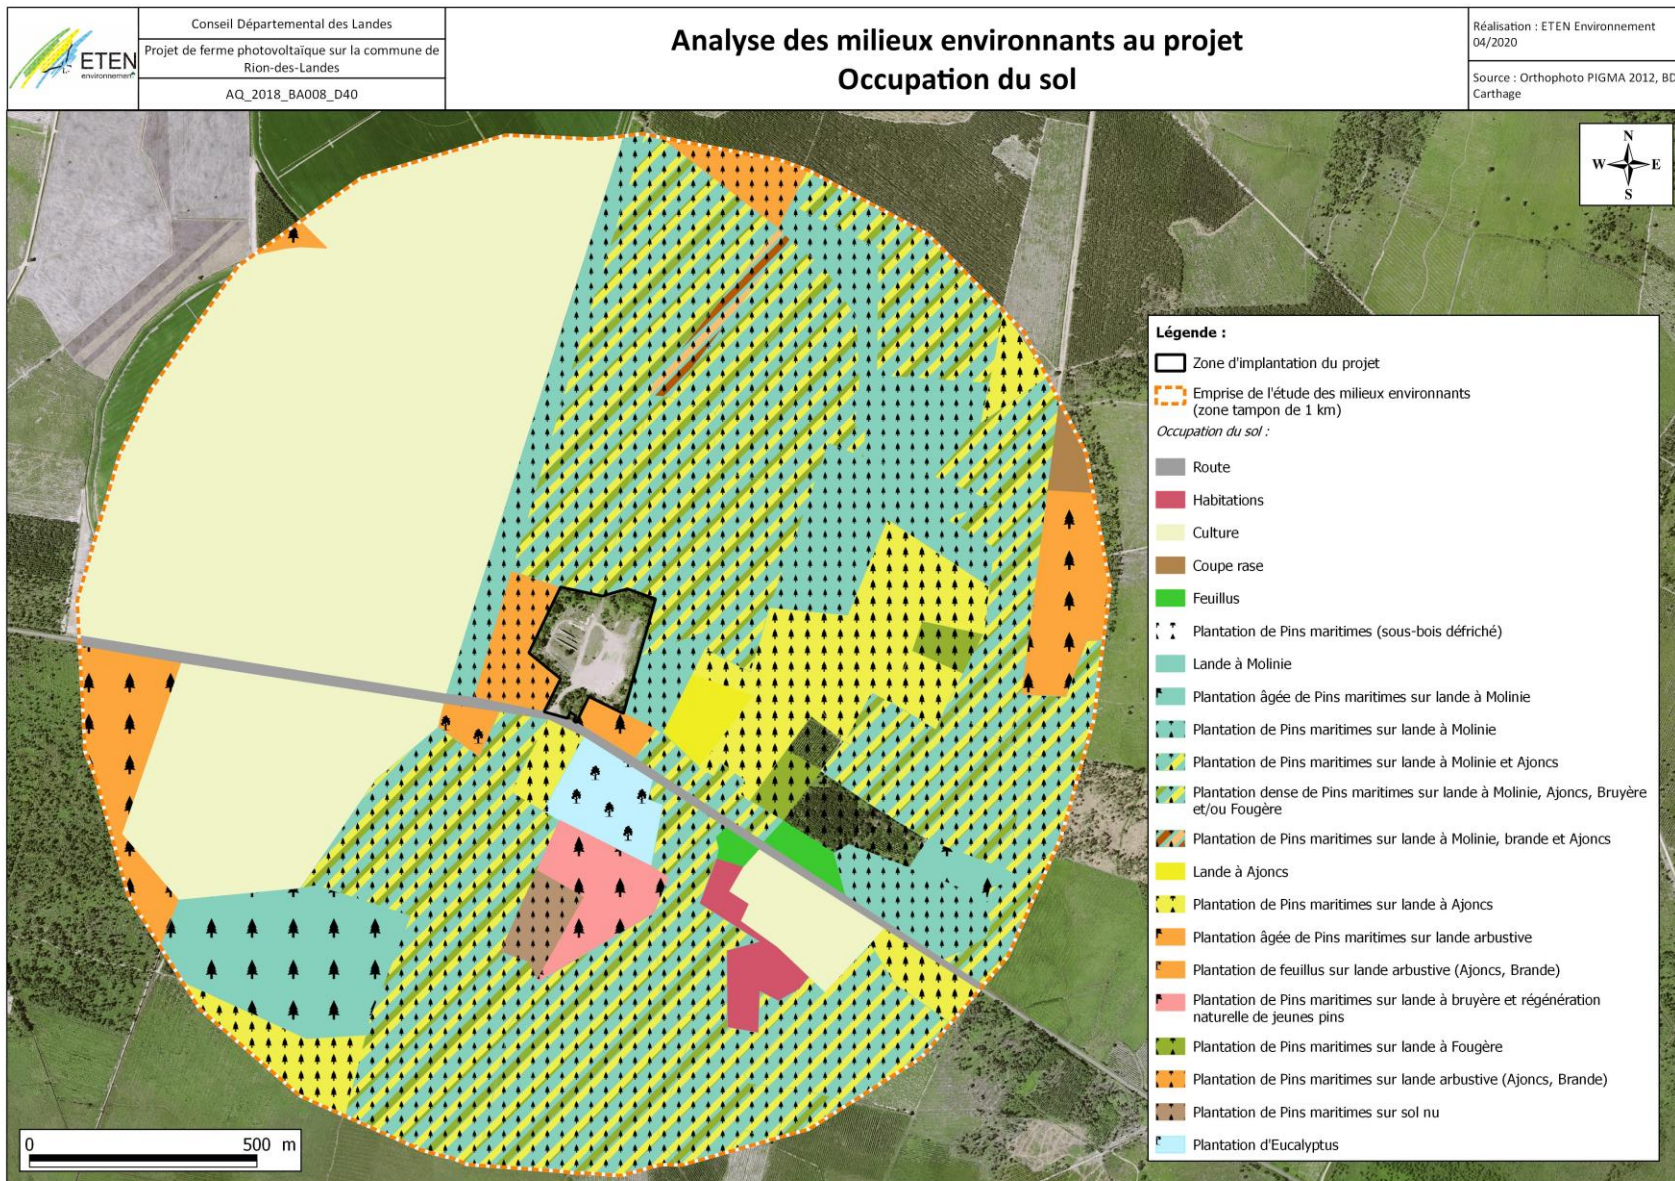 ETEN
environnement
Conseil Départemental des Landes
Projet de ferme photovoltaïque sur la commune de
Rion-des-Landes
AQ_2018_BA008_D40
Analyse des milieux environnants au projet
Occupation du sol
Réalisation : ETEN Environnement
04/2020
Source : Orthophoto PIGMA 2012, BD
Carthage
N
W E
S
Légende :
Zone d'implantation du projet
Emprise de l'étude des milieux environnants
(zone tampon de 1 km)
Occupation du sol :
Route
Habitations
Culture
Coupe rase
Feuillus
Plantation de Pins maritimes (sous-bois défriché)
Lande à Molinie
Plantation âgée de Pins maritimes sur lande à Molinie
Plantation de Pins maritimes sur lande à Molinie
Plantation de Pins maritimes sur lande à Molinie et Ajoncs
Plantation dense de Pins maritimes sur lande à Molinie, Ajoncs, Bruyère
et/ou Fougère
Plantation de Pins maritimes sur lande à Molinie, brande et Ajoncs
Lande à Ajoncs
Plantation de Pins maritimes sur lande à Ajoncs
Plantation âgée de Pins maritimes sur lande arbustive
Plantation de feuillus sur lande arbustive (Ajoncs, Brande)
Plantation de Pins maritimes sur lande à bruyère et régénération
naturelle de jeunes pins
Plantation de Pins maritimes sur lande à Fougère
Plantation de Pins maritimes sur lande arbustive (Ajoncs, Brande)
Plantation de Pins maritimes sur sol nu
Plantation d'Eucalyptus
0 500 m